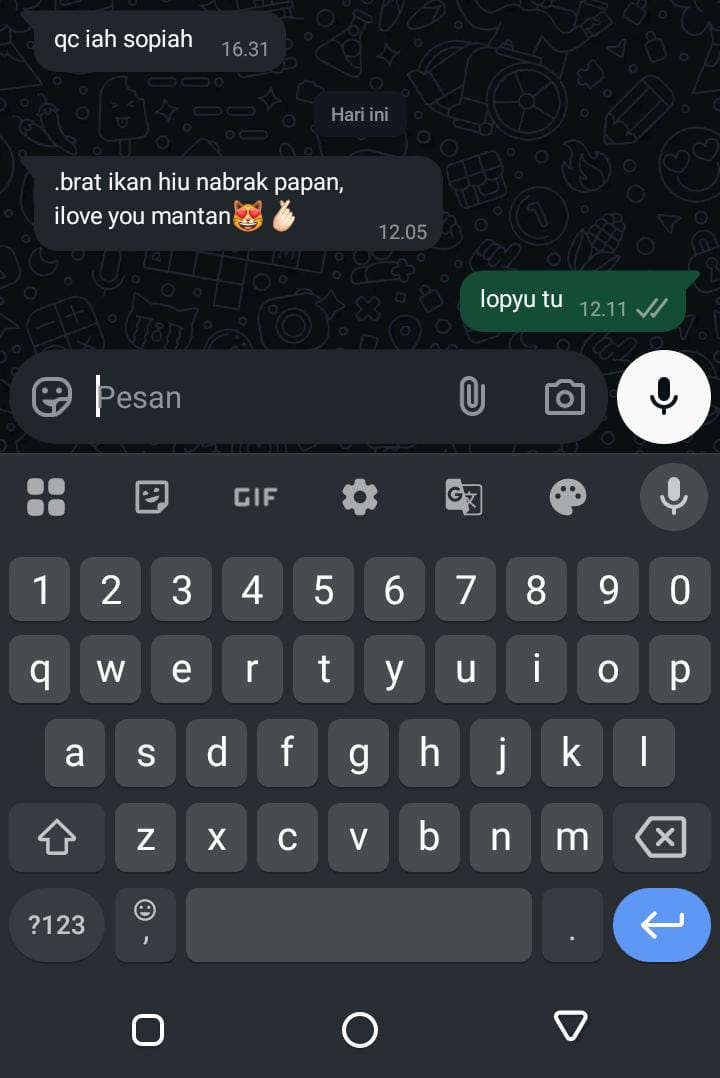 qc iah sopiah 16.31
Hari ini
.brat ikan hiu nabrak papan,
ilove you mantan😻🫰🏻
12.05
lopyu tu 12.11
Pesan
GIF
1 2 3 4 5 6 7 8 9 0
q w e r t y u i o p
a s d f g h j k l
z x c v b n m
?123 , .